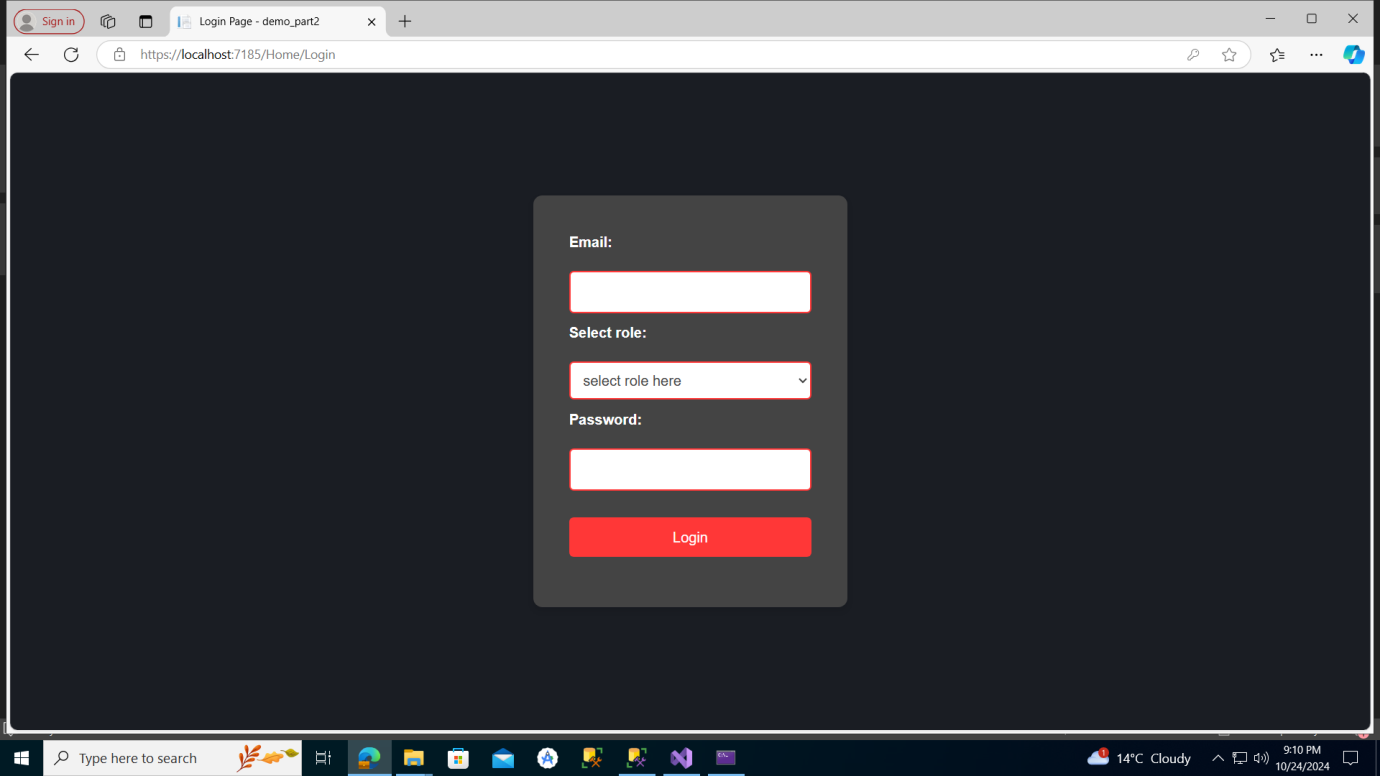 Sign in
Login Page - demo_part2
https://localhost:7185/Home/Login
Email:
Select role:
select role here
Password:
Login
Type here to search
1
14°C Cloudy
9:10 PM
10/24/2024